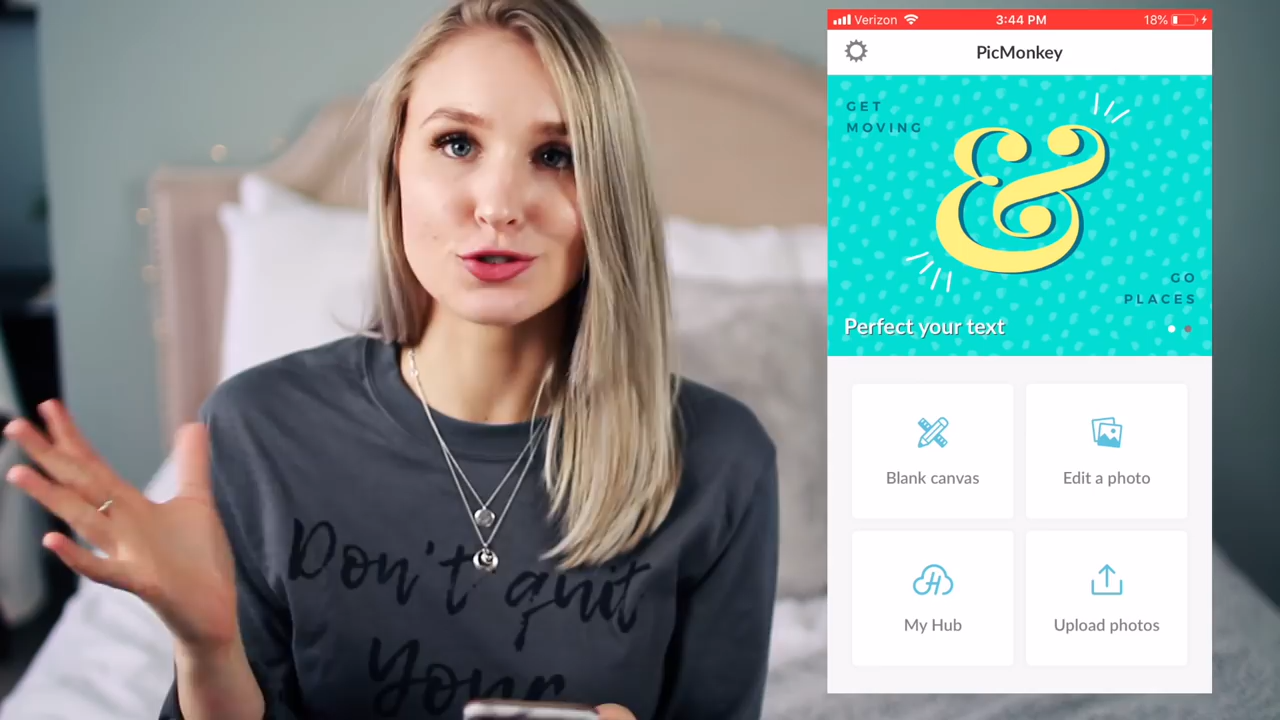 Verizon 3:44 PM 18%
PicMonkey
GET
MOVING
&
GO
PLACES
Perfect your text
Blank canvas
Edit a photo
My Hub
Upload photos
Don't quit
Your